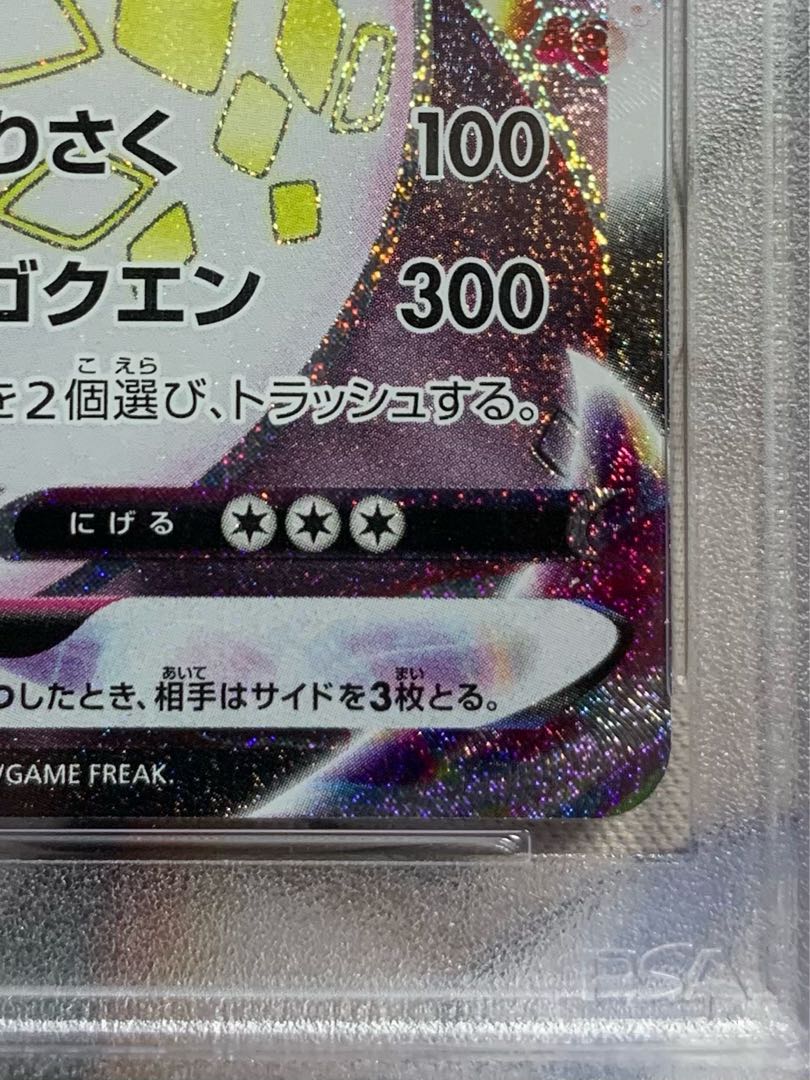 りさく 100
ゴクエン 300
こ えら
を2個選び、トラッシュする。
にげる
あいて まい
つしたとき、相手はサイドを3枚とる。
/GAME FREAK.
PSA